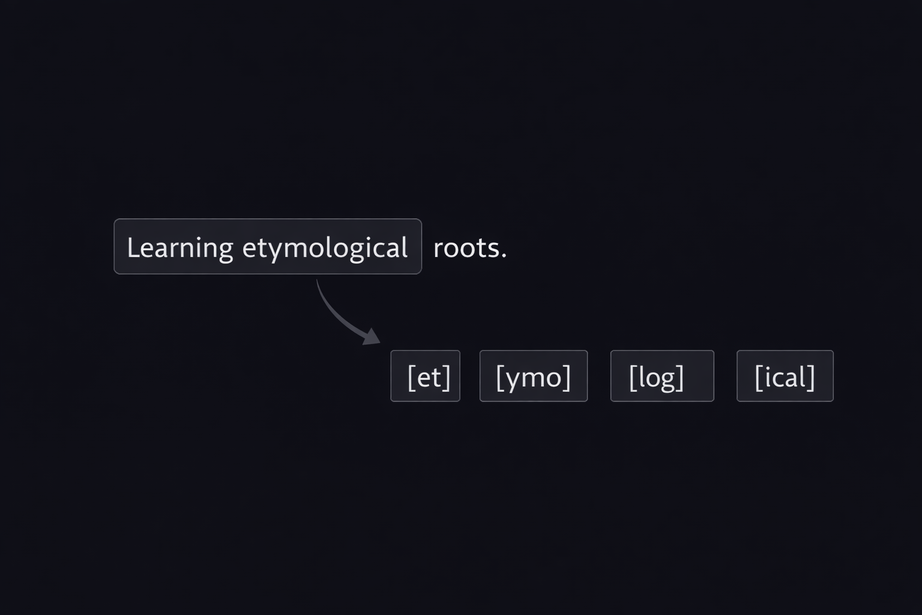 Learning etymological roots.
[et] [ymo] [log] [ical]